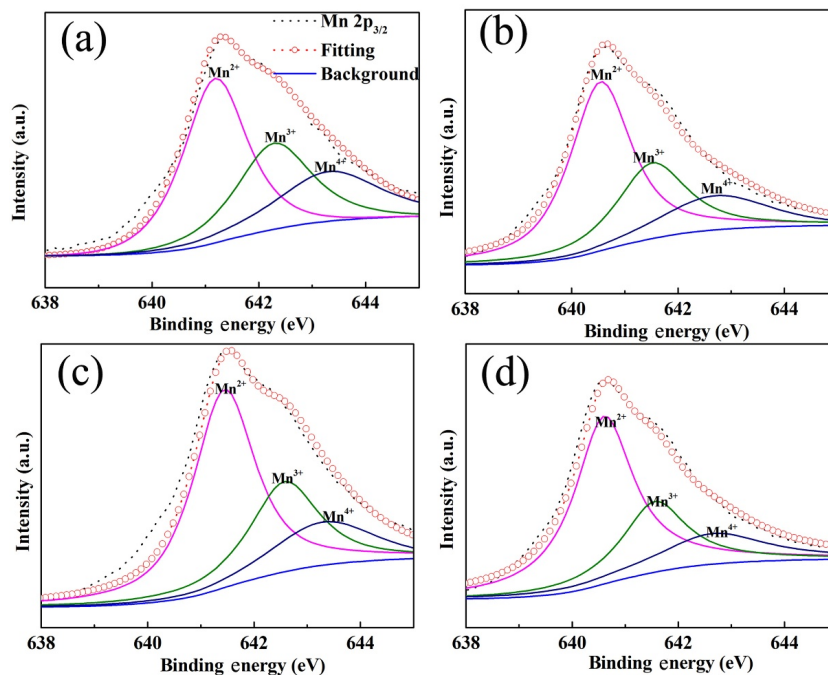 (a)
Mn 2p3/2
Fitting
Background
Mn2+
Mn3+
Mn4+
Intensity (a.u.)
638 640 642 644
Binding energy (eV)
(b)
Mn2+
Mn3+
Mn4+
Intensity (a.u.)
638 640 642 644
Binding energy (eV)
(c)
Mn2+
Mn3+
Mn4+
Intensity (a.u.)
638 640 642 644
Binding energy (eV)
(d)
Mn2+
Mn3+
Mn4+
Intensity (a.u.)
638 640 642 644
Binding energy (eV)